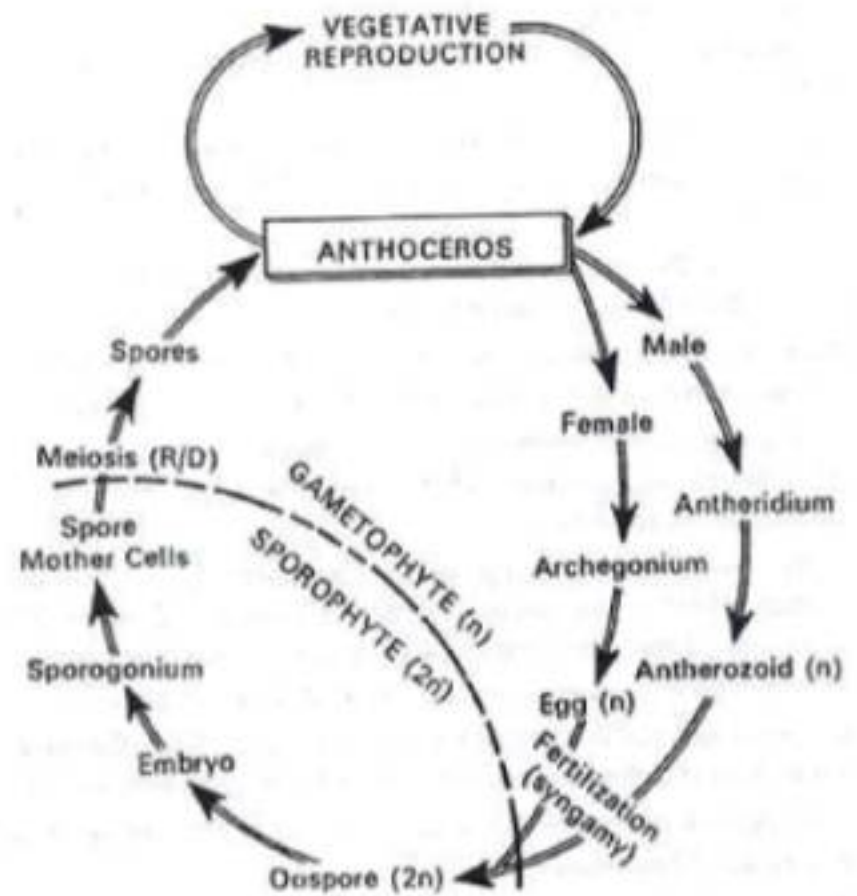 VEGETATIVE
REPRODUCTION
ANTHOCEROS
Spores
Male
Female
Meiosis (R/D)
GAMETOPHYTE (n)
SPOROPHYTE (2n)
Antheridium
Spore
Mother Cells
Archegonium
Sporogonium
Antherozoid (n)
Egg (n)
Embryo
Fertilization
(syngamy)
Oospore (2n)